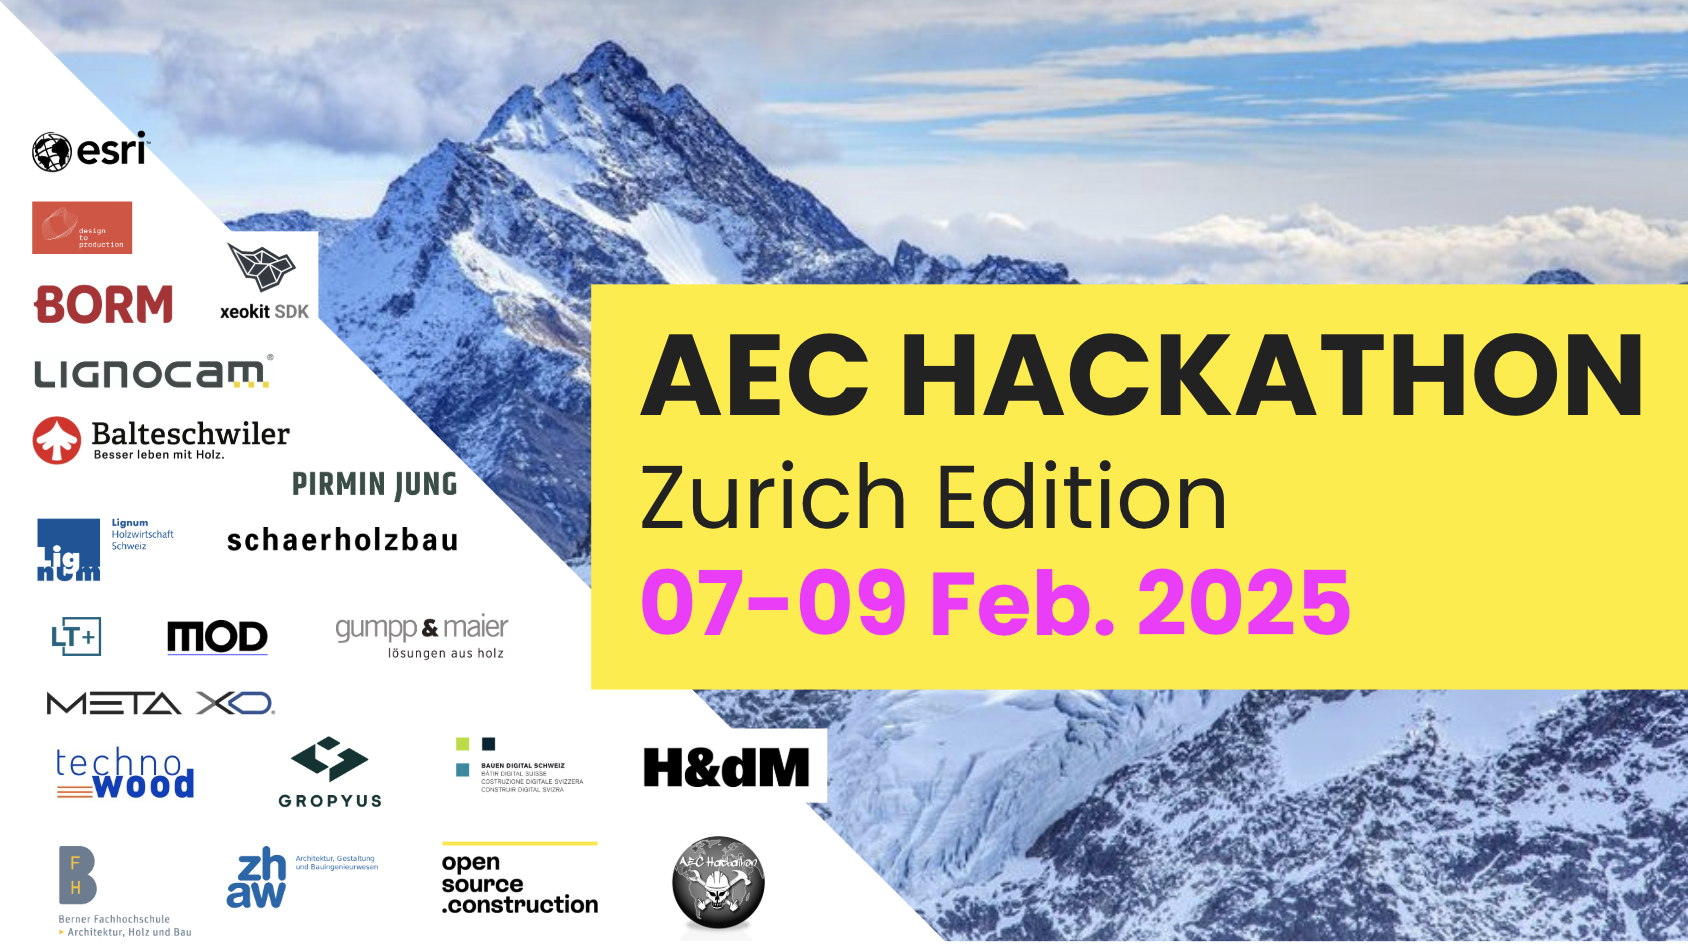 esri
design
to
production
BORM
xeokit SDK
LIGNOCAM®
Balteschwiler
Besser leben mit Holz.
PIRMIN JUNG
Lignum
Holzwirtschaft
Schweiz
Lig
num
schaerholzbau
LT+
MOD
gumpp & maier
lösungen aus holz
META XO®
techno
wood
GROPYUS
BAUEN DIGITAL SCHWEIZ
BÂTIR DIGITAL SUISSE
COSTRUZIONE DIGITALE SVIZZERA
CONSTRUIR DIGITAL SVIZRA
H&dM
B
F
H
Berner Fachhochschule
▸ Architektur, Holz und Bau
zh
aw
Architektur, Gestaltung
und Bauingenieurwesen
open
source
.construction
AEC Hackathon
AEC HACKATHON
Zurich Edition
07-09 Feb. 2025